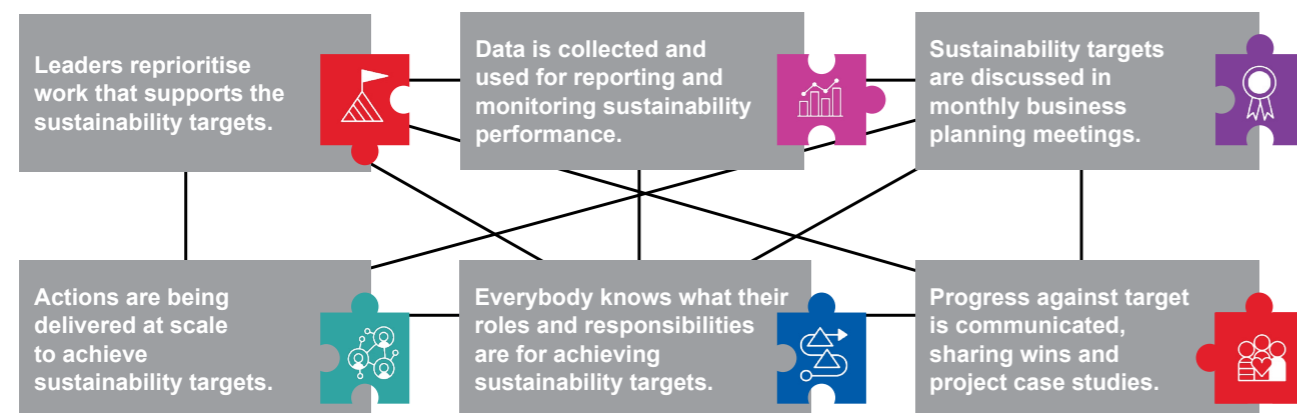 Leaders reprioritise
work that supports the
sustainability targets.
Data is collected and
used for reporting and
monitoring sustainability
performance.
Sustainability targets
are discussed in
monthly business
planning meetings.
Actions are being
delivered at scale
to achieve
sustainability targets.
Everybody knows what their
roles and responsibilities
are for achieving
sustainability targets.
Progress against target
is communicated,
sharing wins and
project case studies.